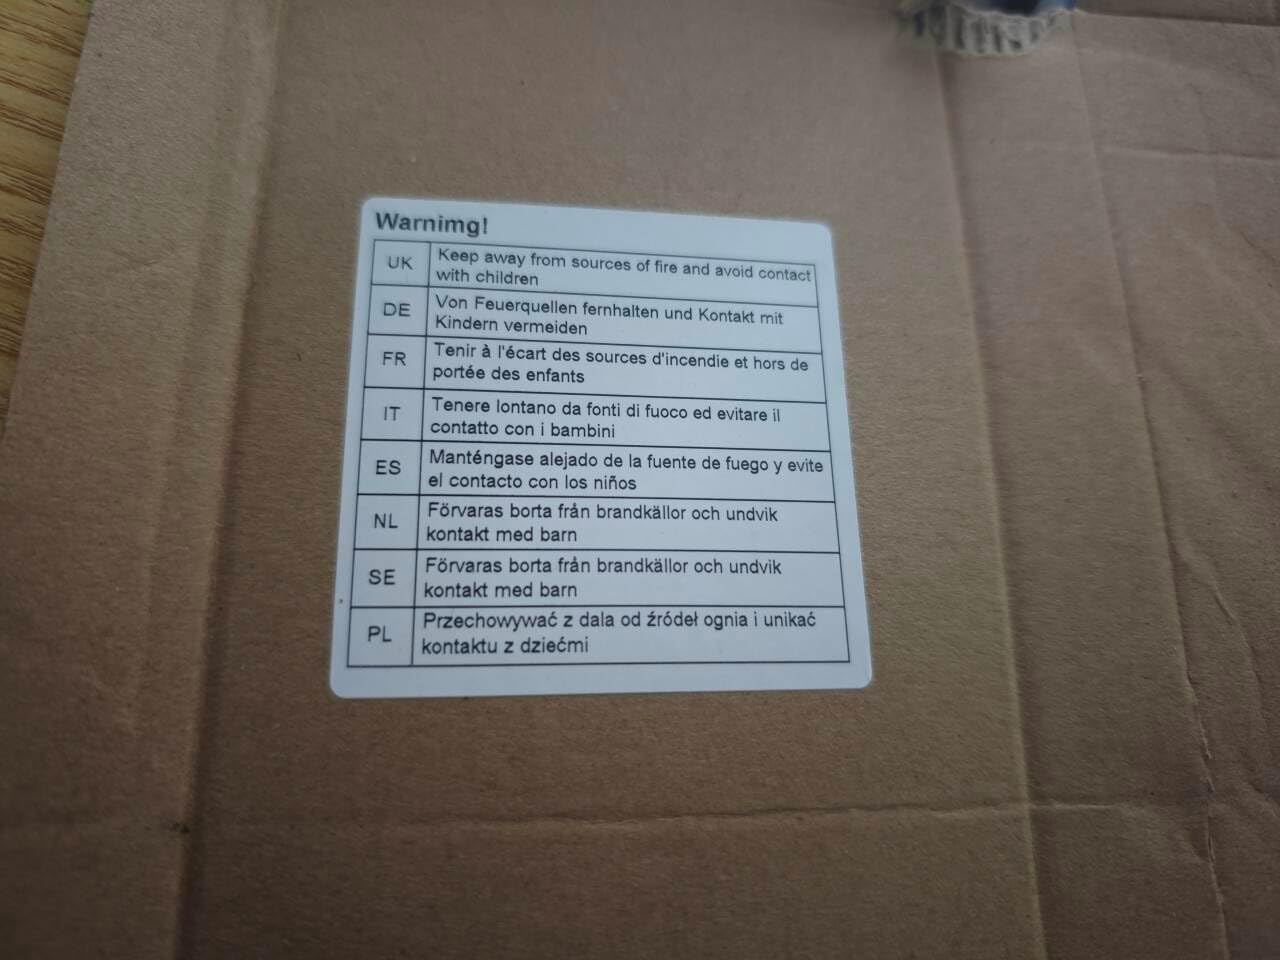 Warnimg!
UK
Keep away from sources of fire and avoid contact
with children
DE
Von Feuerquellen fernhalten und Kontakt mit
Kindern vermeiden
FR
Tenir à l'écart des sources d'incendie et hors de
portée des enfants
IT
Tenere lontano da fonti di fuoco ed evitare il
contatto con i bambini
ES
Manténgase alejado de la fuente de fuego y evite
el contacto con los niños
NL
Förvaras borta från brandkällor och undvik
kontakt med barn
SE
Förvaras borta från brandkällor och undvik
kontakt med barn
PL
Przechowywać z dala od źródeł ognia i unikać
kontaktu z dziećmi